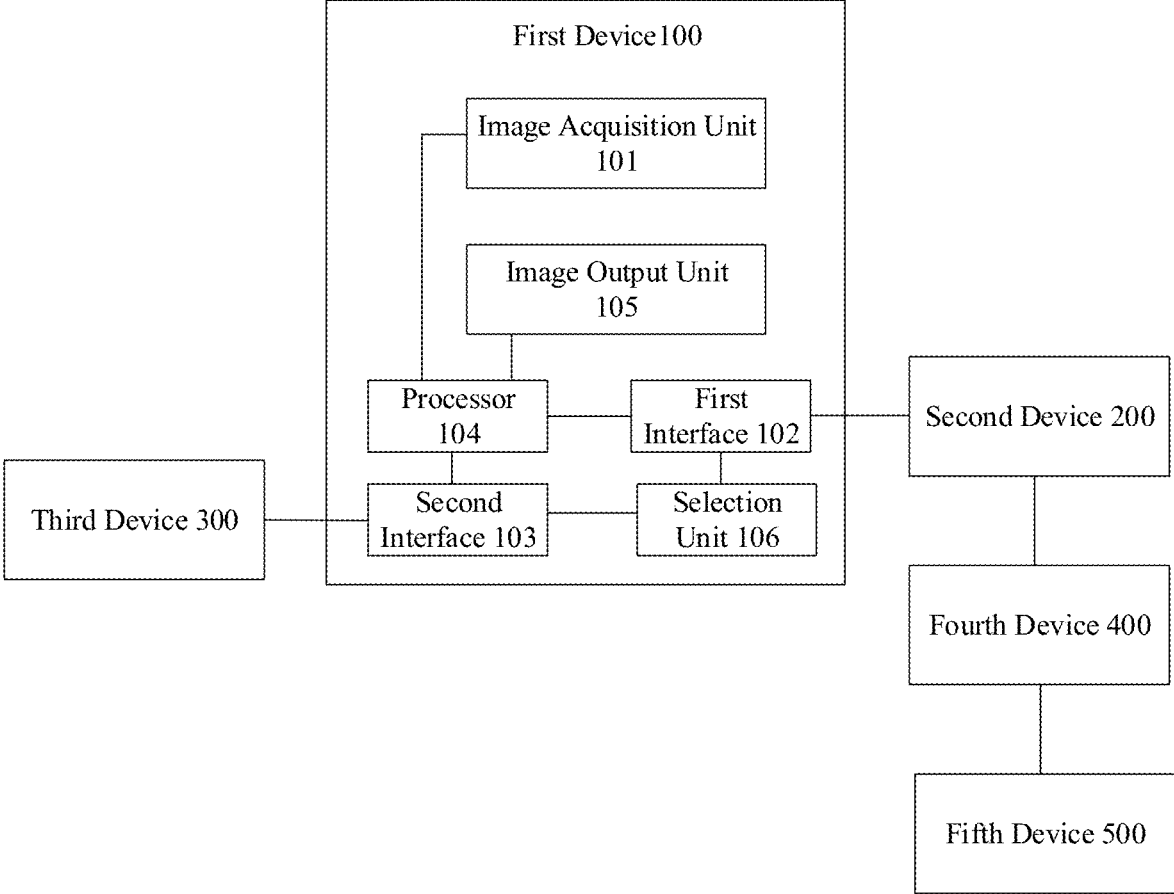 First Device100
Image Acquisition Unit
101
Image Output Unit
105
Processor
104
First
Interface 102
Second Device 200
Third Device 300
Second
Interface 103
Selection
Unit 106
Fourth Device 400
Fifth Device 500